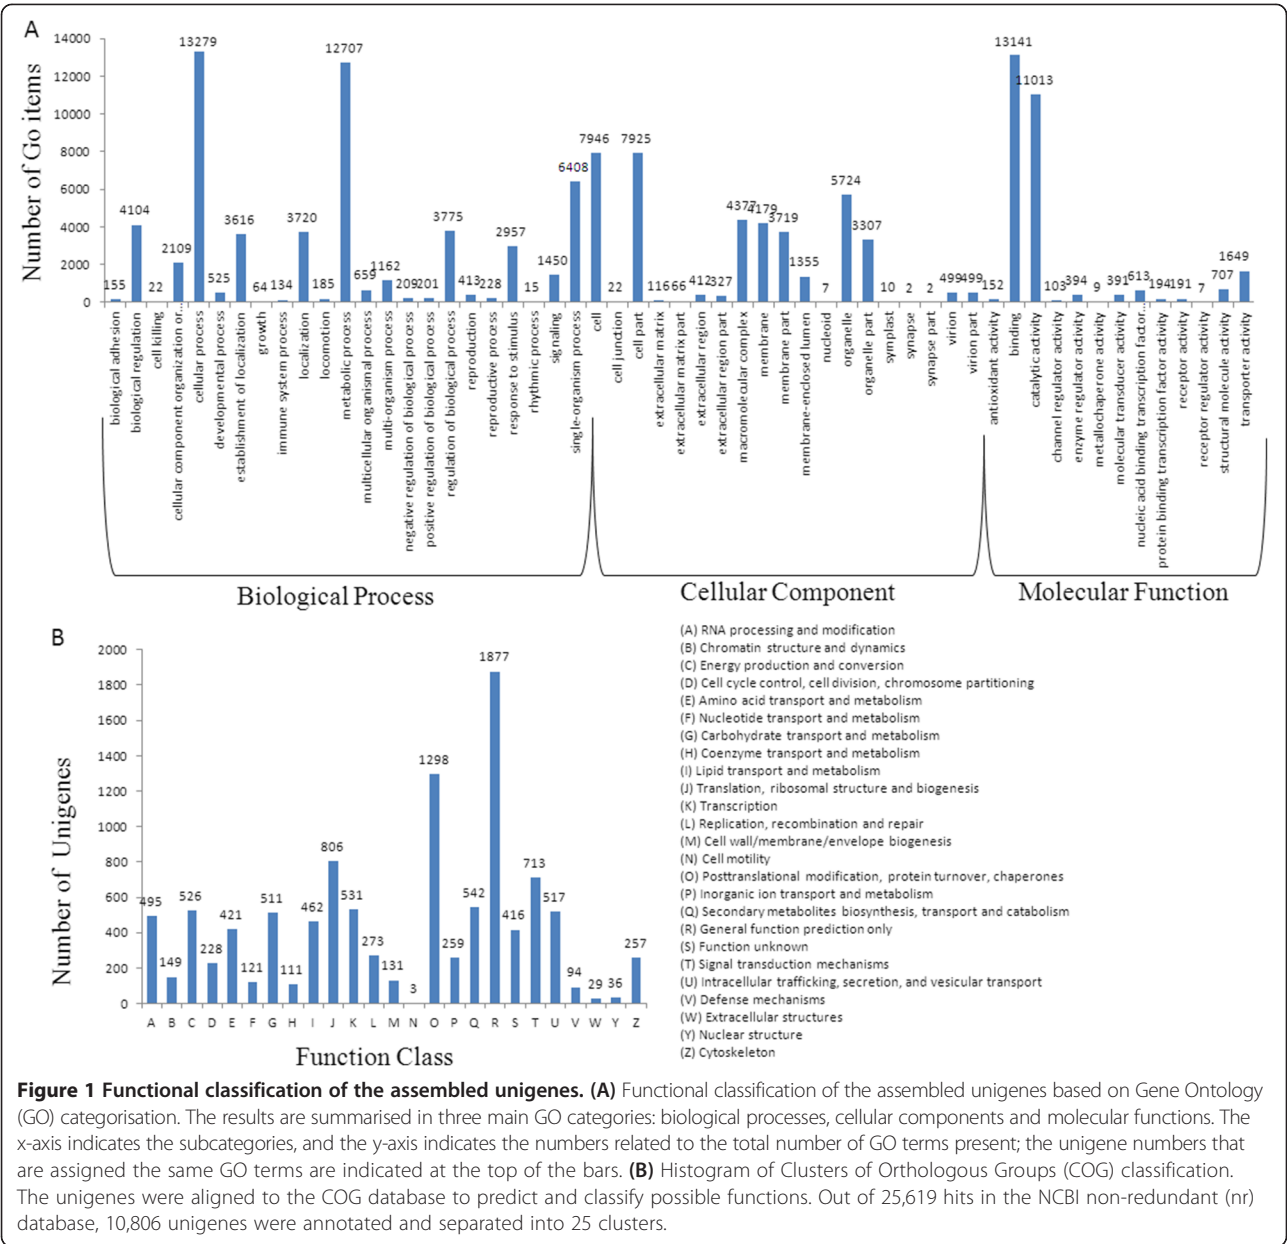 A
Number of Go items
14000
12000
10000
8000
6000
4000
2000
0
155
4104
22
2109
13279
525
3616
64
134
3720
185
12707
659
1162
209
201
3775
413
228
2957
15
1450
6408
7946
22
7925
116
66
412
327
4377
4179
3719
1355
7
5724
3307
10
2
2
499
499
152
13141
11013
103
394
9
391
613
194
191
7
707
1649
biological adhesion
biological regulation
cell killing
cellular component organization or...
cellular process
developmental process
establishment of localization
growth
immune system process
localization
locomotion
metabolic process
multicellular organismal process
multi-organism process
negative regulation of biological process
positive regulation of biological process
regulation of biological process
reproduction
reproductive process
response to stimulus
rhythmic process
signaling
single-organism process
cell
cell junction
cell part
extracellular matrix
extracellular matrix part
extracellular region
extracellular region part
macromolecular complex
membrane
membrane part
membrane-enclosed lumen
nucleoid
organelle
organelle part
symplast
synapse
synapse part
virion
virion part
antioxidant activity
binding
catalytic activity
channel regulator activity
enzyme regulator activity
metallochaperone activity
molecular transducer activity
nucleic acid binding transcription factor...
protein binding transcription factor activity
receptor activity
receptor regulator activity
structural molecule activity
transporter activity
Biological Process
Cellular Component
Molecular Function
B
Number of Unigenes
2000
1800
1600
1400
1200
1000
800
600
400
200
0
495
149
526
228
421
121
511
111
462
806
531
273
131
3
1298
259
542
1877
416
713
517
94
29
36
257
A B C D E F G H I J K L M N O P Q R S T U V W Y Z
Function Class
(A) RNA processing and modification
(B) Chromatin structure and dynamics
(C) Energy production and conversion
(D) Cell cycle control, cell division, chromosome partitioning
(E) Amino acid transport and metabolism
(F) Nucleotide transport and metabolism
(G) Carbohydrate transport and metabolism
(H) Coenzyme transport and metabolism
(I) Lipid transport and metabolism
(J) Translation, ribosomal structure and biogenesis
(K) Transcription
(L) Replication, recombination and repair
(M) Cell wall/membrane/envelope biogenesis
(N) Cell motility
(O) Posttranslational modification, protein turnover, chaperones
(P) Inorganic ion transport and metabolism
(Q) Secondary metabolites biosynthesis, transport and catabolism
(R) General function prediction only
(S) Function unknown
(T) Signal transduction mechanisms
(U) Intracellular trafficking, secretion, and vesicular transport
(V) Defense mechanisms
(W) Extracellular structures
(Y) Nuclear structure
(Z) Cytoskeleton
Figure 1 Functional classification of the assembled unigenes. (A) Functional classification of the assembled unigenes based on Gene Ontology
(GO) categorisation. The results are summarised in three main GO categories: biological processes, cellular components and molecular functions. The
x-axis indicates the subcategories, and the y-axis indicates the numbers related to the total number of GO terms present; the unigene numbers that
are assigned the same GO terms are indicated at the top of the bars. (B) Histogram of Clusters of Orthologous Groups (COG) classification.
The unigenes were aligned to the COG database to predict and classify possible functions. Out of 25,619 hits in the NCBI non-redundant (nr)
database, 10,806 unigenes were annotated and separated into 25 clusters.